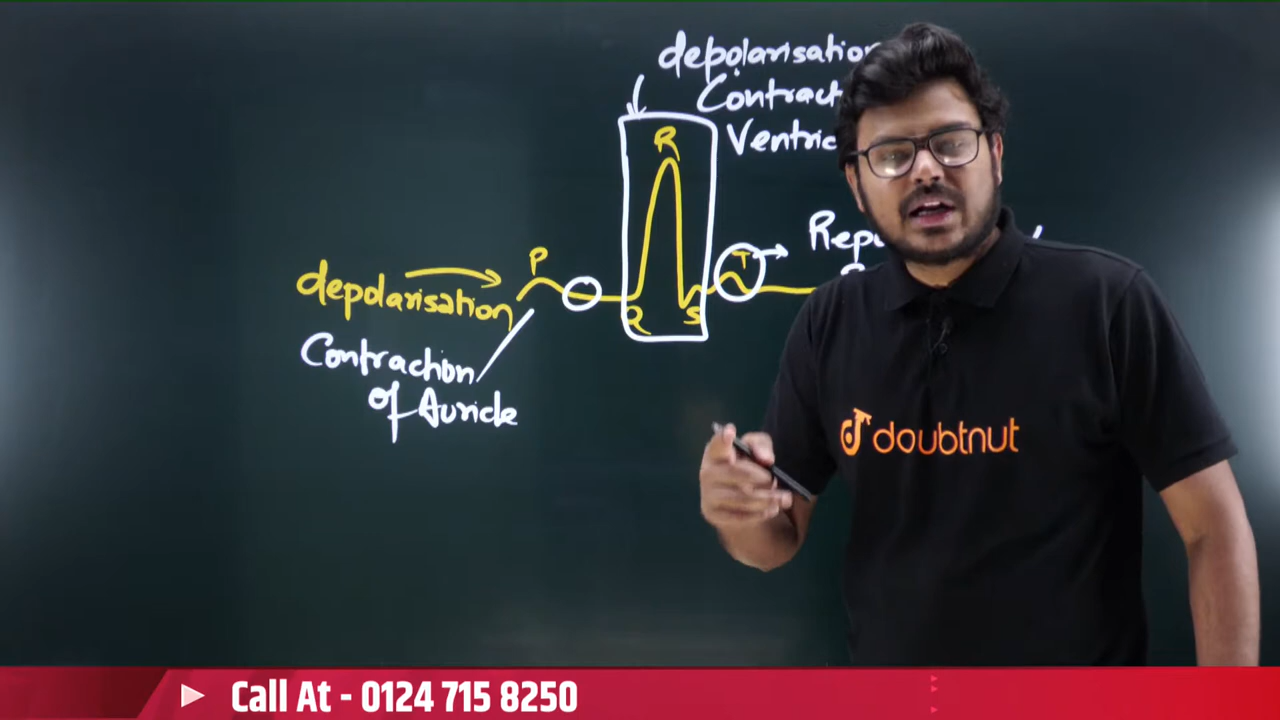 depolarisation
Contract
Ventric
R
P
T
Repo
depolarisation
Q
S
Contraction
of Auricle
doubtnut
Call At - 0124 715 8250